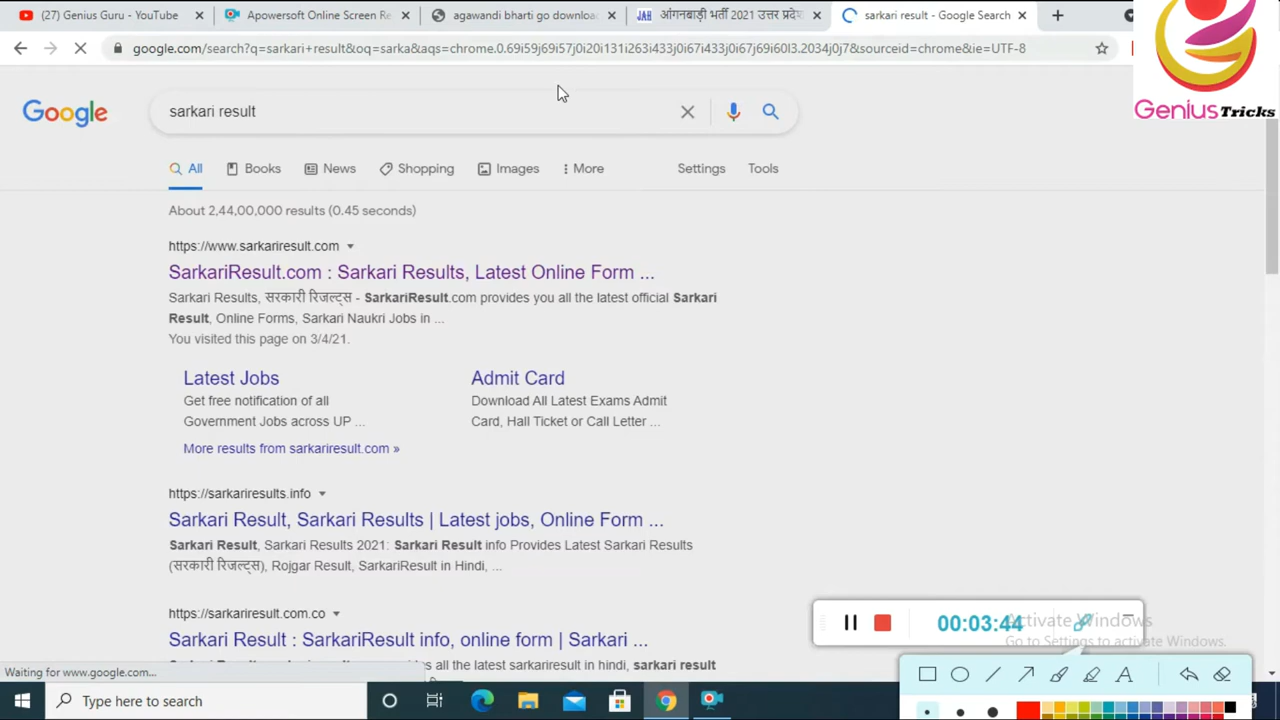 (27) Genius Guru - YouTube
Apowersoft Online Screen Re
agawandi bharti go download
आंगनबाड़ी भर्ती 2021 उत्तर प्रदेश
sarkari result - Google Search
google.com/search?q=sarkari+result&oq=sarka&aqs=chrome.0.69i59j69i57j0i20i131i263i433j0i67i433j0i67j69i60l3.2034j0j7&sourceid=chrome&ie=UTF-8
Genius Tricks
Google
sarkari result
All
Books
News
Shopping
Images
More
Settings
Tools
About 2,44,00,000 results (0.45 seconds)
https://www.sarkariresult.com
SarkariResult.com : Sarkari Results, Latest Online Form ...
Sarkari Results, सरकारी रिजल्ट्स - SarkariResult.com provides you all the latest official Sarkari
Result, Online Forms, Sarkari Naukri Jobs in ...
You visited this page on 3/4/21.
Latest Jobs
Get free notification of all
Government Jobs across UP ...
Admit Card
Download All Latest Exams Admit
Card, Hall Ticket or Call Letter ...
More results from sarkariresult.com »
https://sarkariresults.info
Sarkari Result, Sarkari Results | Latest jobs, Online Form ...
Sarkari Result, Sarkari Results 2021: Sarkari Result info Provides Latest Sarkari Results
(सरकारी रिजल्ट्स), Rojgar Result, SarkariResult in Hindi, ...
https://sarkariresult.com.co
Sarkari Result : SarkariResult info, online form | Sarkari ...
all the latest sarkariresult in hindi, sarkari result
00:03:44
Activate Windows
Go to Settings to activate Windows.
Waiting for www.google.com...
Type here to search